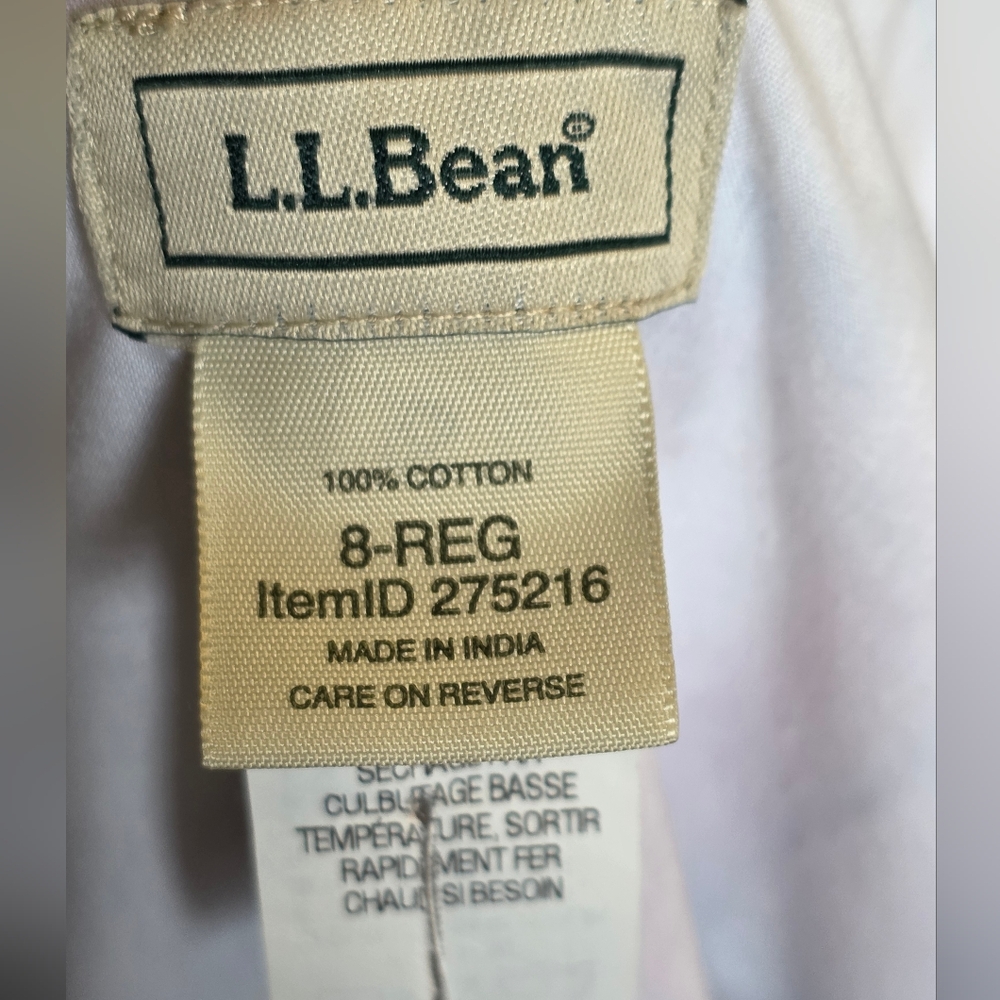 L.L.Bean®
100% COTTON
8-REG
ItemID 275216
MADE IN INDIA
CARE ON REVERSE
CULBUTAGE BASSE
TEMPÉRATURE, SORTIR
RAPIDEMENT FER
CHAUD SI BESOIN